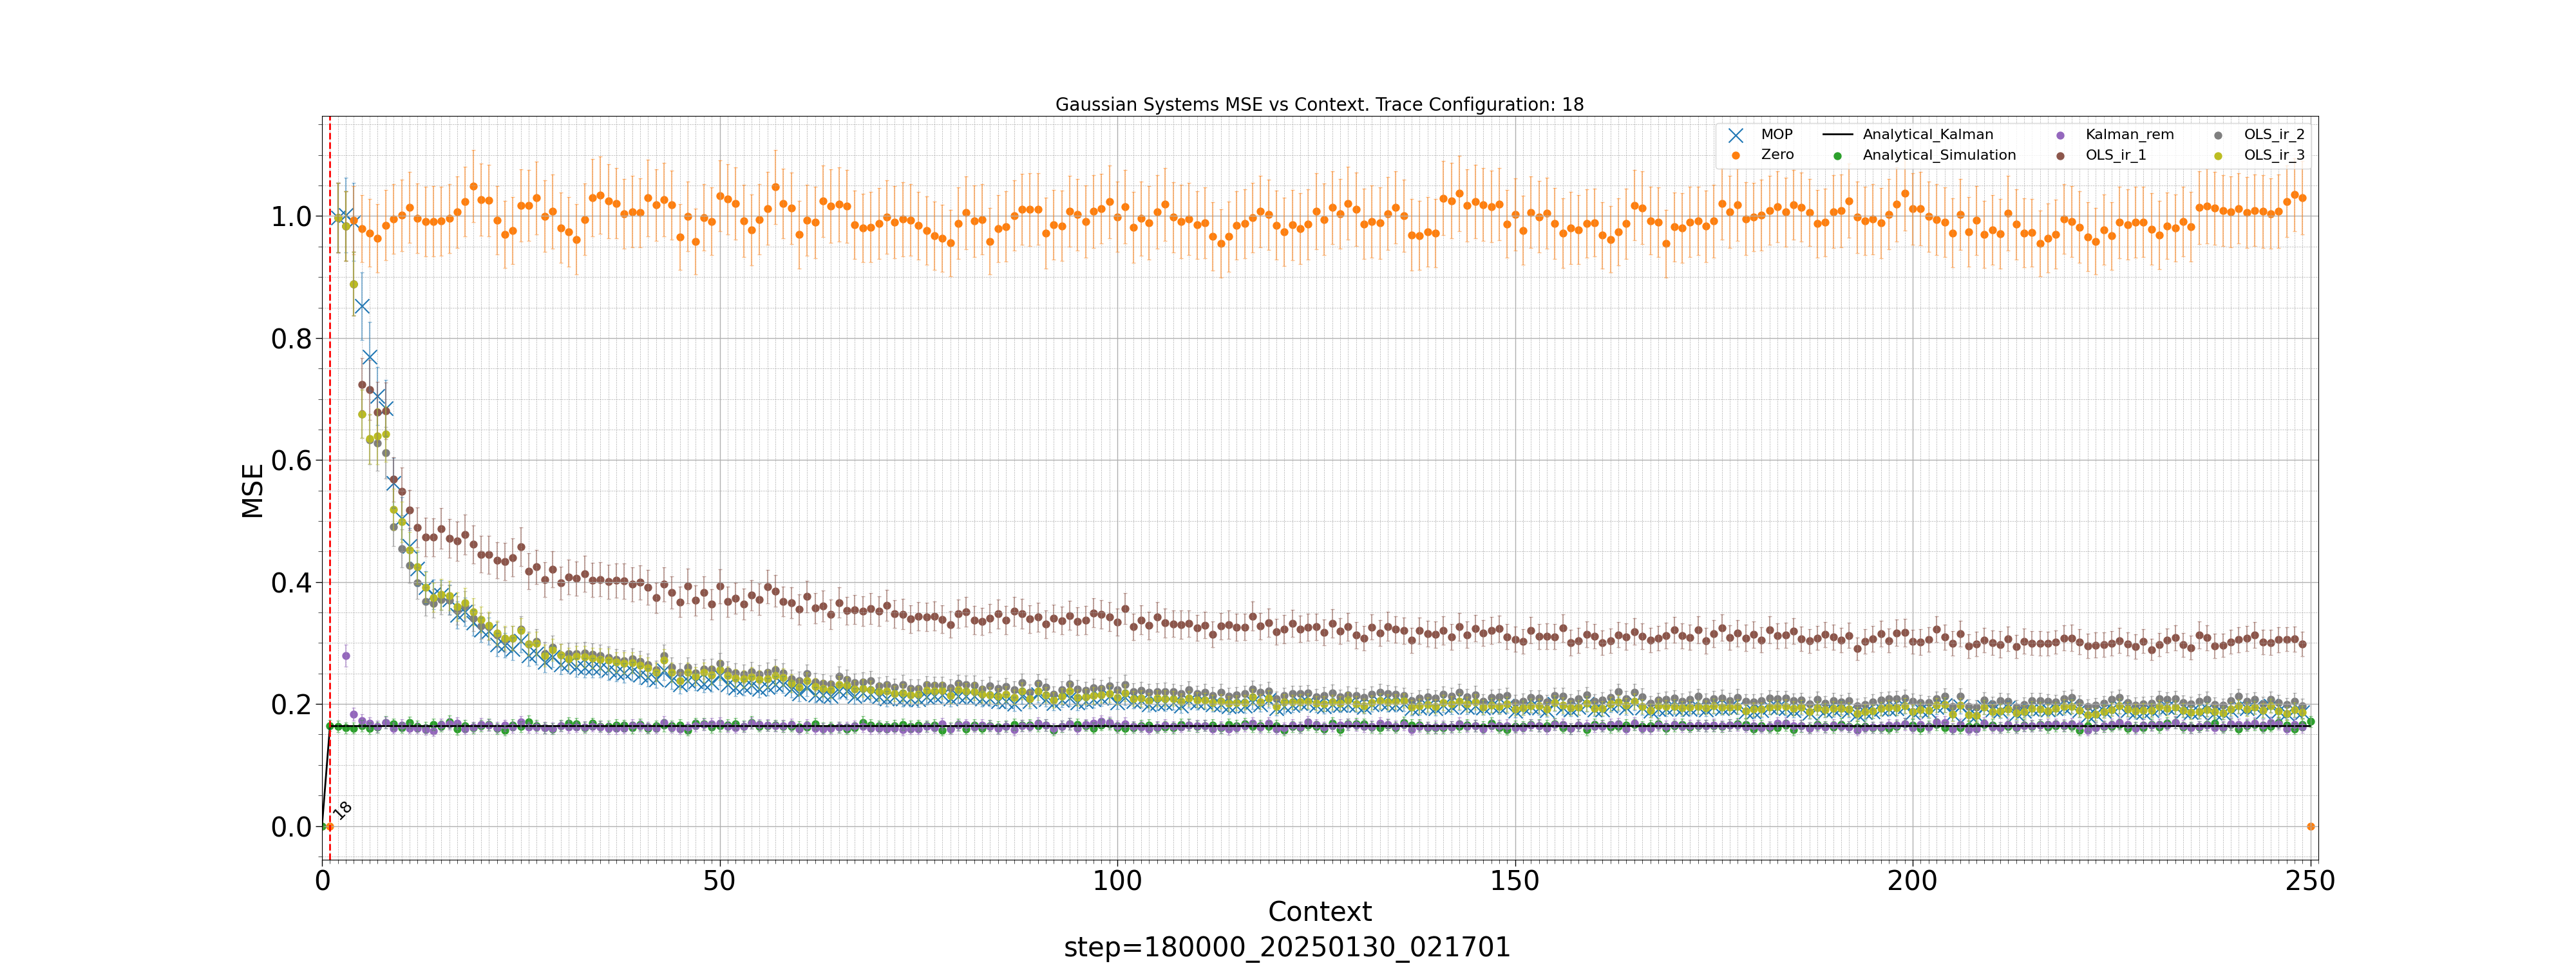 Gaussian Systems MSE vs Context. Trace Configuration: 18
MOP
Zero
Analytical_Kalman
Analytical_Simulation
Kalman_rem
OLS_ir_1
OLS_ir_2
OLS_ir_3
1.0
0.8
0.6
0.4
0.2
0.0
MSE
18
0
50
100
150
200
250
Context
step=180000_20250130_021701